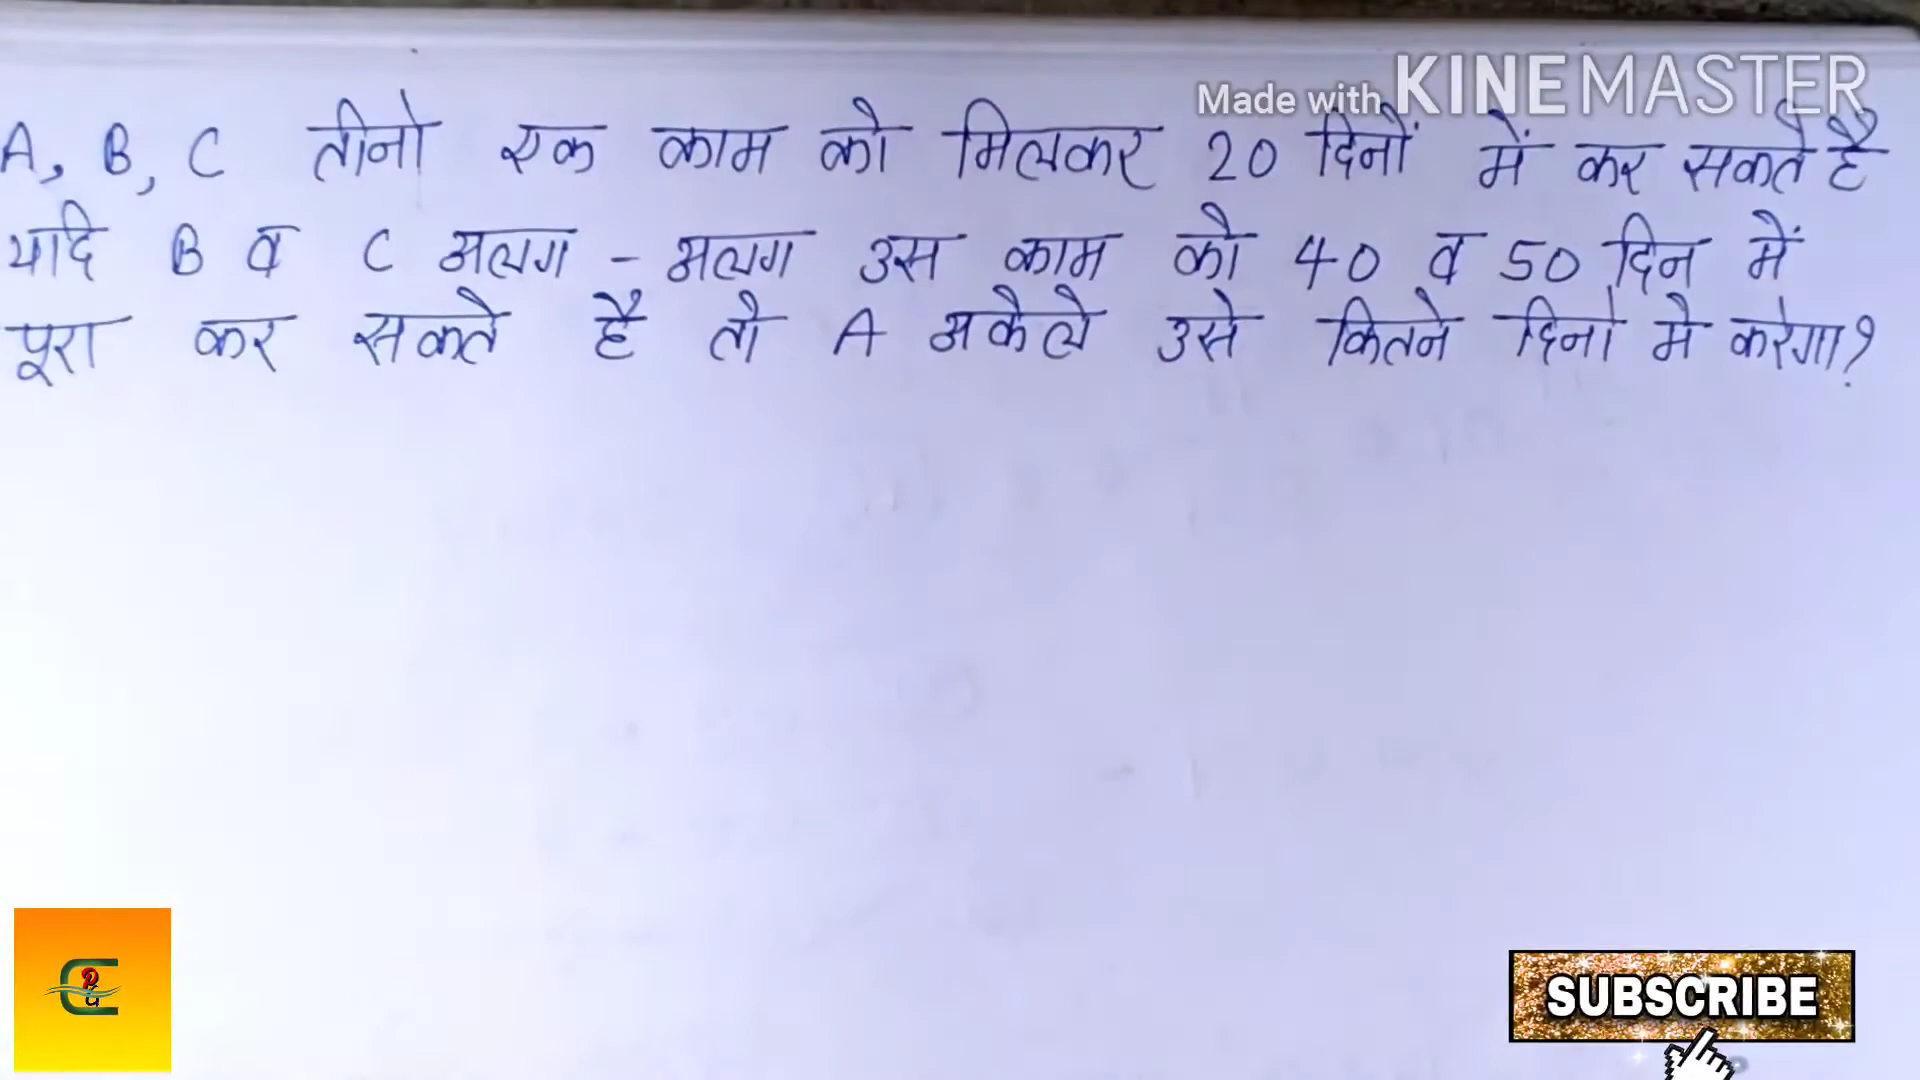 Made with KINEMASTER
A, B, C तीनो एक काम को मिलकर 20 दिनों में कर सकते है
यदि B व C अलग - अलग उस काम को 40 व 50 दिन में
पूरा कर सकते है तो A अकेले उसे कितने दिनो मे करेगा?
SUBSCRIBE